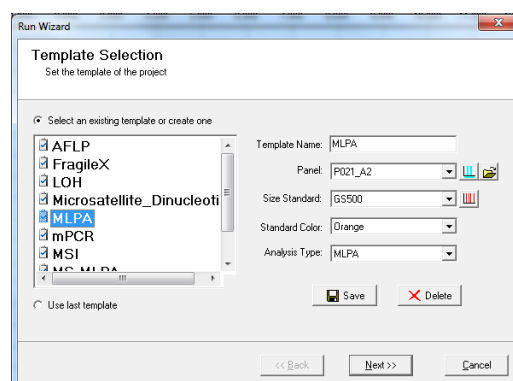 Run Wizard
Template Selection
Set the template of the project
Select an existing template or create one
AFLP
FragileX
LOH
Microsatellite_Dinucleoti
MLPA
mPCR
MSI
MS-MLPA
Use last template
Template Name: MLPA
Panel: P021_A2
Size Standard: GS500
Standard Color: Orange
Analysis Type: MLPA
Save Delete
<< Back Next >> Cancel